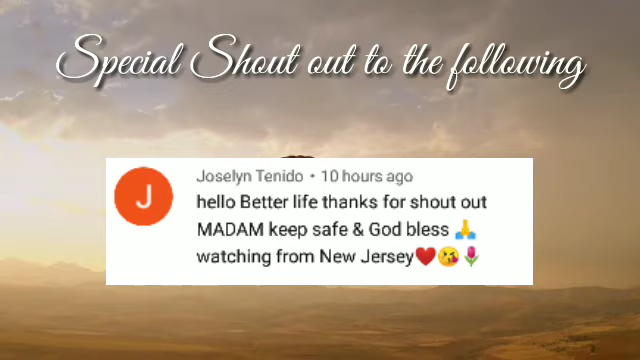 Special Shout out to the following
J
Joselyn Tenido • 10 hours ago
hello Better life thanks for shout out
MADAM keep safe & God bless 🙏
watching from New Jersey❤️😘🌷